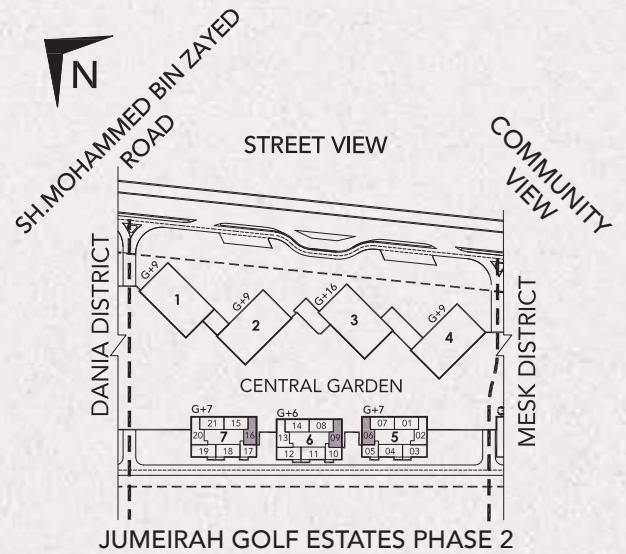 N
SH.MOHAMMED BIN ZAYED
ROAD
STREET VIEW
COMMUNITY
VIEW
DANIA DISTRICT
MESK DISTRICT
G+9
1
G+9
2
G+16
3
G+9
4
CENTRAL GARDEN
G+7
21 15
20 7 16
19 18 17
G+6
14 08
13 6 09
12 11 10
G+7
07 01
06 5 02
05 04 03
G
JUMEIRAH GOLF ESTATES PHASE 2